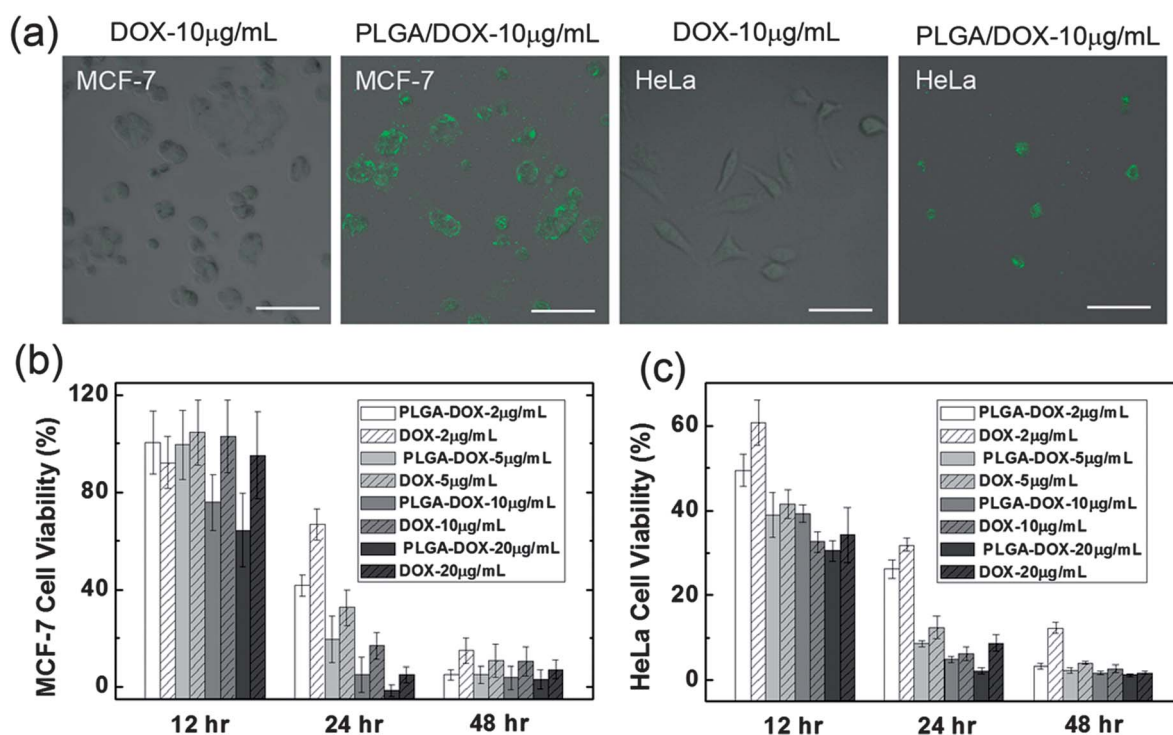 (a)
DOX-10μg/mL
PLGA/DOX-10μg/mL
DOX-10μg/mL
PLGA/DOX-10μg/mL
MCF-7
MCF-7
HeLa
HeLa
(b)
MCF-7 Cell Viability (%)
120
80
40
0
PLGA-DOX-2μg/mL
DOX-2μg/mL
PLGA-DOX-5μg/mL
DOX-5μg/mL
PLGA-DOX-10μg/mL
DOX-10μg/mL
PLGA-DOX-20μg/mL
DOX-20μg/mL
12 hr
24 hr
48 hr
(c)
HeLa Cell Viability (%)
60
40
20
0
PLGA-DOX-2μg/mL
DOX-2μg/mL
PLGA-DOX-5μg/mL
DOX-5μg/mL
PLGA-DOX-10μg/mL
DOX-10μg/mL
PLGA-DOX-20μg/mL
DOX-20μg/mL
12 hr
24 hr
48 hr